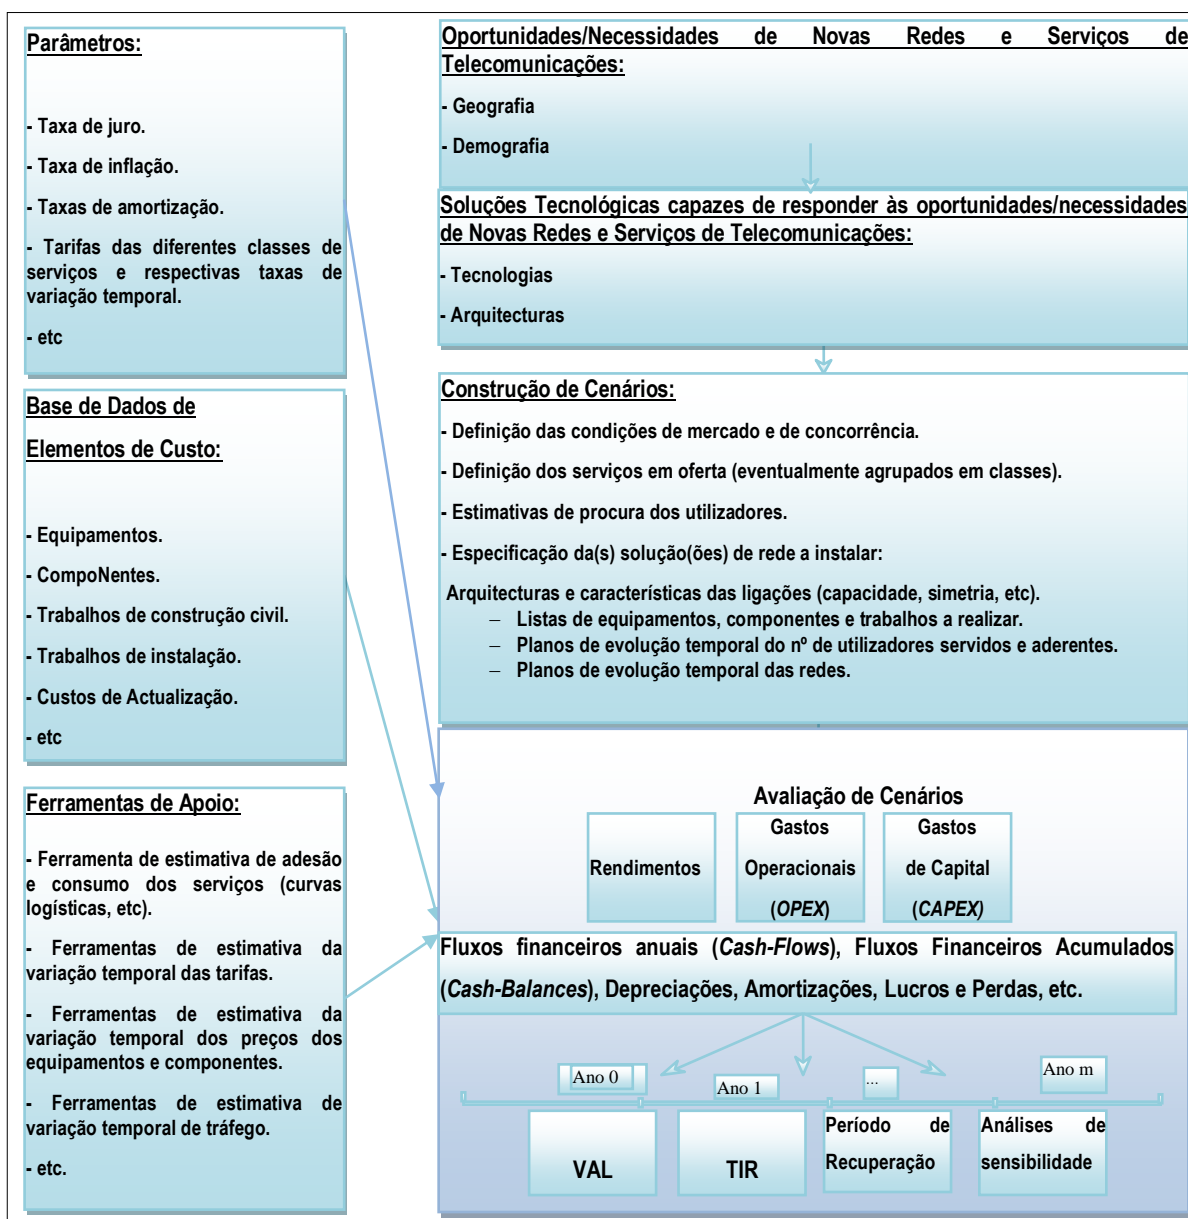 Parâmetros:
- Taxa de juro.
- Taxa de inflação.
- Taxas de amortização.
- Tarifas das diferentes classes de
serviços e respectivas taxas de
variação temporal.
- etc
Base de Dados de
Elementos de Custo:
- Equipamentos.
- CompoNentes.
- Trabalhos de construção civil.
- Trabalhos de instalação.
- Custos de Actualização.
- etc
Ferramentas de Apoio:
- Ferramenta de estimativa de adesão
e consumo dos serviços (curvas
logísticas, etc).
- Ferramentas de estimativa da
variação temporal das tarifas.
- Ferramentas de estimativa da
variação temporal dos preços dos
equipamentos e componentes.
- Ferramentas de estimativa de
variação temporal de tráfego.
- etc.
Oportunidades/Necessidades de Novas Redes e Serviços de
Telecomunicações:
- Geografia
- Demografia
Soluções Tecnológicas capazes de responder às oportunidades/necessidades
de Novas Redes e Serviços de Telecomunicações:
- Tecnologias
- Arquitecturas
Construção de Cenários:
- Definição das condições de mercado e de concorrência.
- Definição dos serviços em oferta (eventualmente agrupados em classes).
- Estimativas de procura dos utilizadores.
- Especificação da(s) solução(ões) de rede a instalar:
Arquitecturas e características das ligações (capacidade, simetria, etc).
– Listas de equipamentos, componentes e trabalhos a realizar.
– Planos de evolução temporal do nº de utilizadores servidos e aderentes.
– Planos de evolução temporal das redes.
Avaliação de Cenários
Rendimentos
Gastos
Operacionais
(OPEX)
Gastos
de Capital
(CAPEX)
Fluxos financeiros anuais (Cash-Flows), Fluxos Financeiros Acumulados
(Cash-Balances), Depreciações, Amortizações, Lucros e Perdas, etc.
Ano 0
Ano 1
...
Ano m
VAL
TIR
Período de
Recuperação
Análises de
sensibilidade